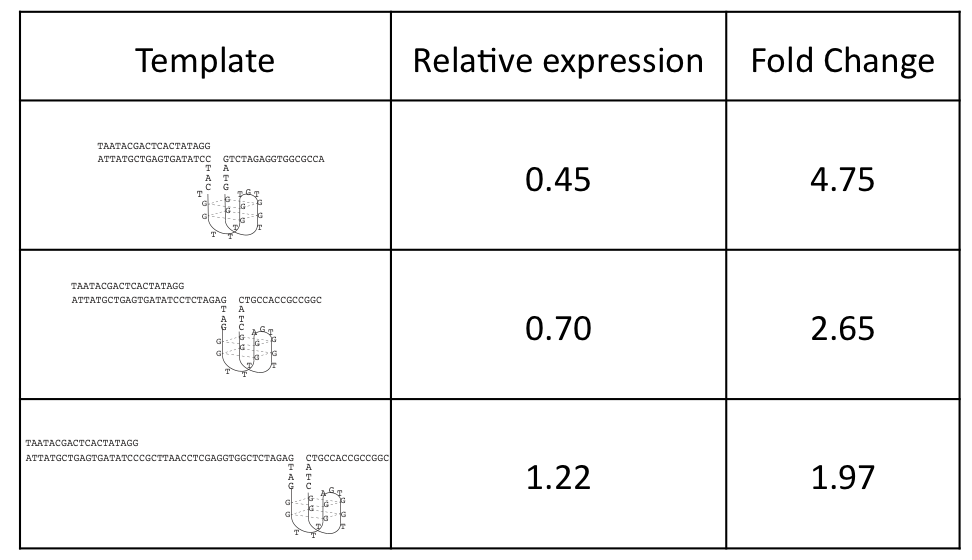 Template Relative expression Fold Change
TAATACGACTCACTATAGG
ATTATGCTGAGTGATATCC GTCTAGAGGTGGCGCCA
T A
A T
C G
T G T G T
G G G G
G G G G
T T T T
0.45 4.75
TAATACGACTCACTATAGG
ATTATGCTGAGTGATATCCTCTAGAG CTGCCACCGCCGGC
T A
A T
G C
G G A G T G
G G G G
T T T T
0.70 2.65
TAATACGACTCACTATAGG
ATTATGCTGAGTGATATCCCGCTTAACCTCGAGGTGGCTCTAGAG CTGCCACCGCCGGC
T A
A T
G C
G G A G T G
G G G G
T T T T
1.22 1.97